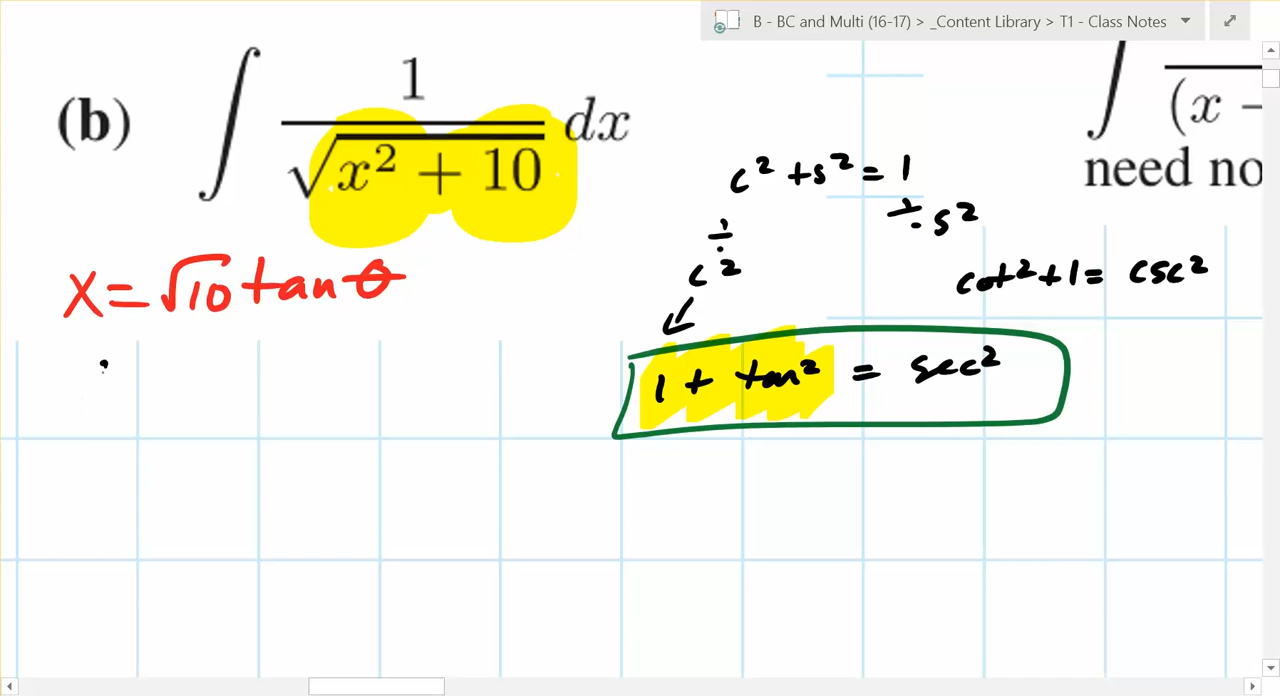 B - BC and Multi (16-17) > _Content Library > T1 - Class Notes
(b) ∫ 1/√(x² + 10) dx
∫ (x −
need no
c² + s² = 1
÷ s²
÷ c²
cot² + 1 = csc²
x = √10 tan θ
1 + tan² = sec²